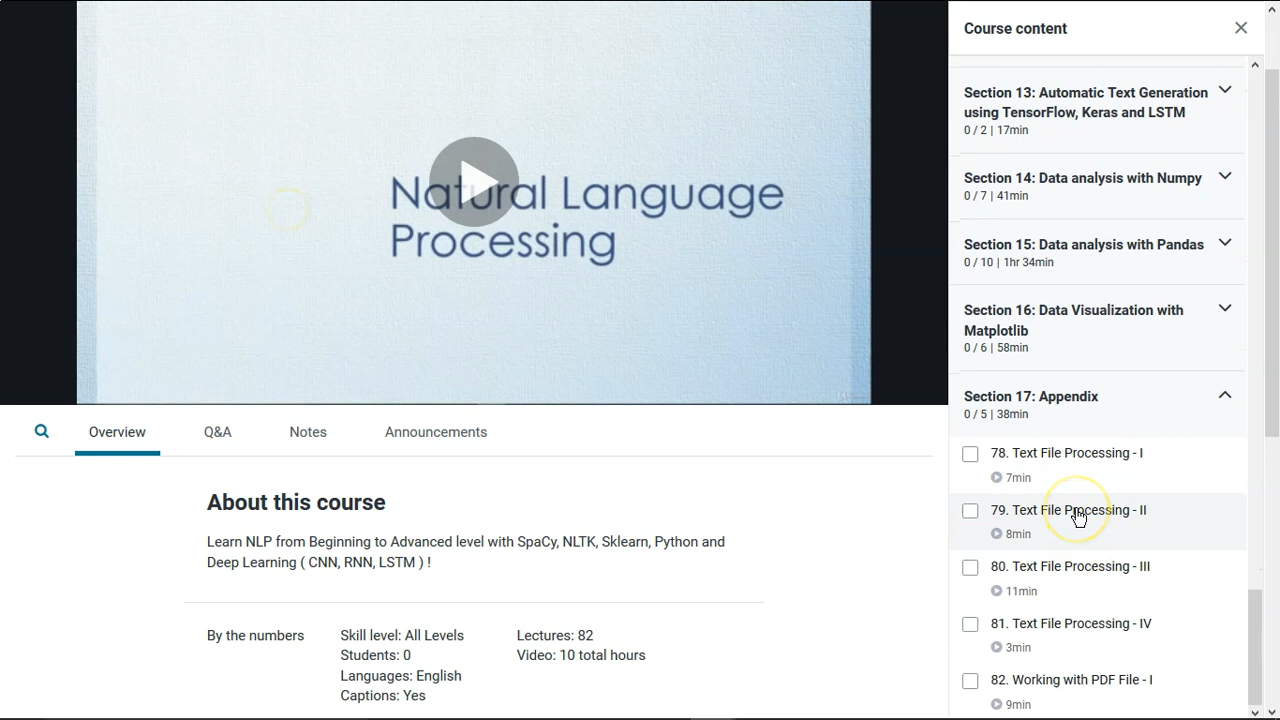 Natural Language
Processing
Overview
Q&A
Notes
Announcements
About this course
Learn NLP from Beginning to Advanced level with SpaCy, NLTK, Sklearn, Python and
Deep Learning ( CNN, RNN, LSTM ) !
By the numbers
Skill level: All Levels
Students: 0
Languages: English
Captions: Yes
Lectures: 82
Video: 10 total hours
Course content
Section 13: Automatic Text Generation
using TensorFlow, Keras and LSTM
0 / 2 | 17min
Section 14: Data analysis with Numpy
0 / 7 | 41min
Section 15: Data analysis with Pandas
0 / 10 | 1hr 34min
Section 16: Data Visualization with
Matplotlib
0 / 6 | 58min
Section 17: Appendix
0 / 5 | 38min
78. Text File Processing - I
7min
79. Text File Processing - II
8min
80. Text File Processing - III
11min
81. Text File Processing - IV
3min
82. Working with PDF File - I
9min